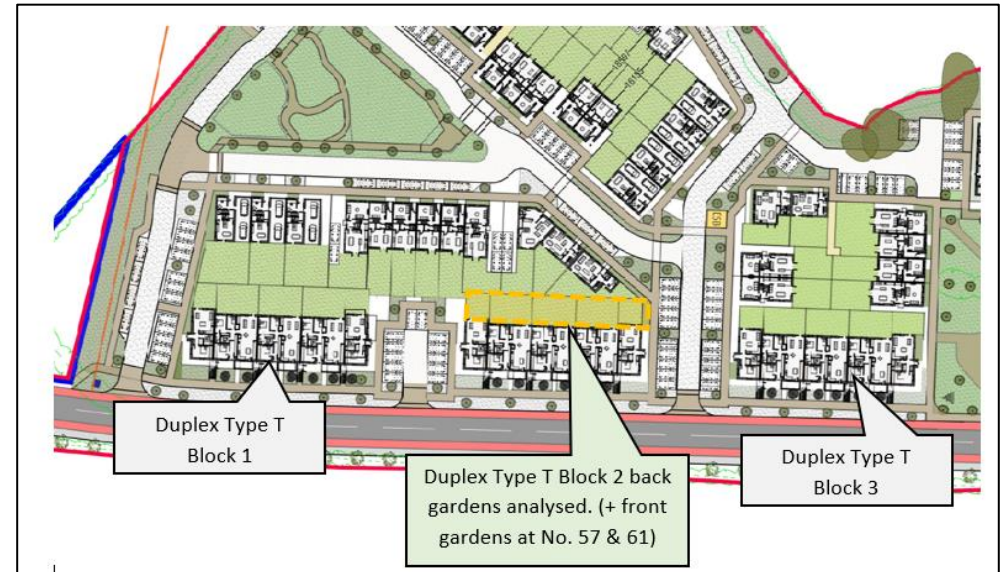 Duplex Type T
Block 1
Duplex Type T Block 2 back
gardens analysed. (+ front
gardens at No. 57 & 61)
Duplex Type T
Block 3